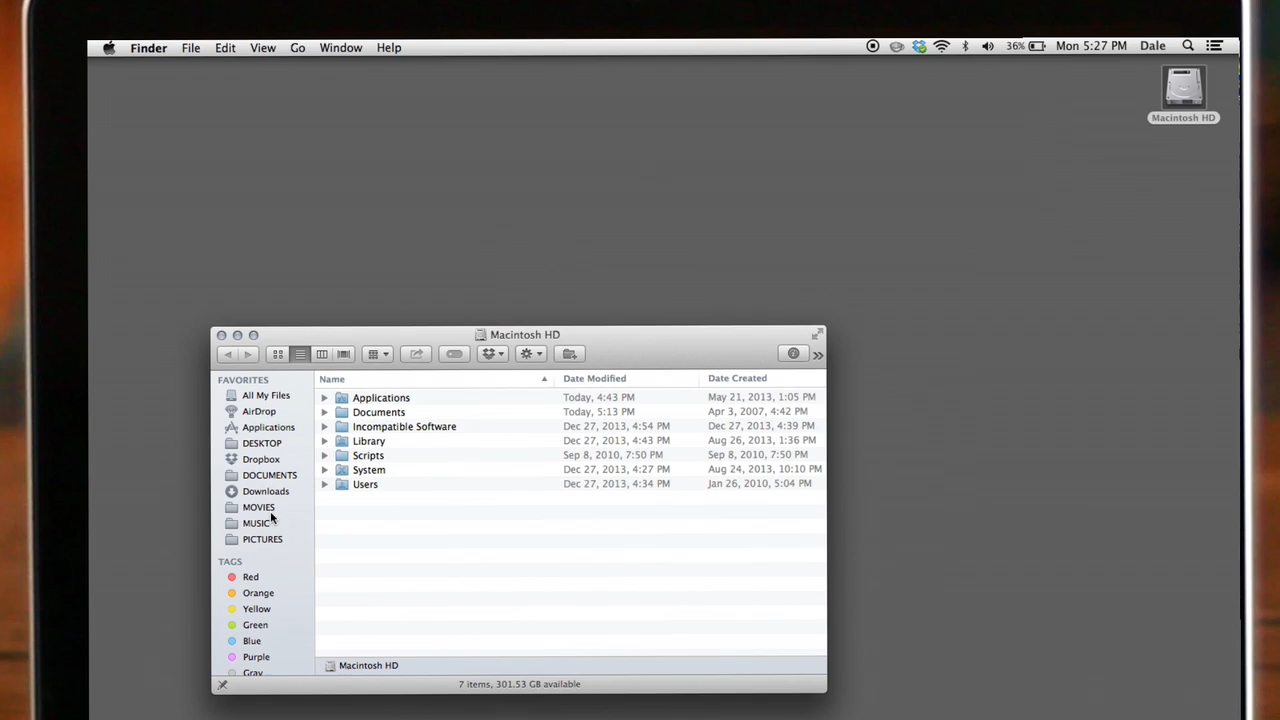 Finder File Edit View Go Window Help 36% Mon 5:27 PM Dale
Macintosh HD
Macintosh HD
FAVORITES
All My Files
AirDrop
Applications
DESKTOP
Dropbox
DOCUMENTS
Downloads
MOVIES
MUSIC
PICTURES
TAGS
Red
Orange
Yellow
Green
Blue
Purple
Gray
Name Date Modified Date Created
Applications Today, 4:43 PM May 21, 2013, 1:05 PM
Documents Today, 5:13 PM Apr 3, 2007, 4:42 PM
Incompatible Software Dec 27, 2013, 4:54 PM Dec 27, 2013, 4:39 PM
Library Dec 27, 2013, 4:43 PM Aug 26, 2013, 1:36 PM
Scripts Sep 8, 2010, 7:50 PM Sep 8, 2010, 7:50 PM
System Dec 27, 2013, 4:27 PM Aug 24, 2013, 10:10 PM
Users Dec 27, 2013, 4:34 PM Jan 26, 2010, 5:04 PM
Macintosh HD
7 items, 301.53 GB available